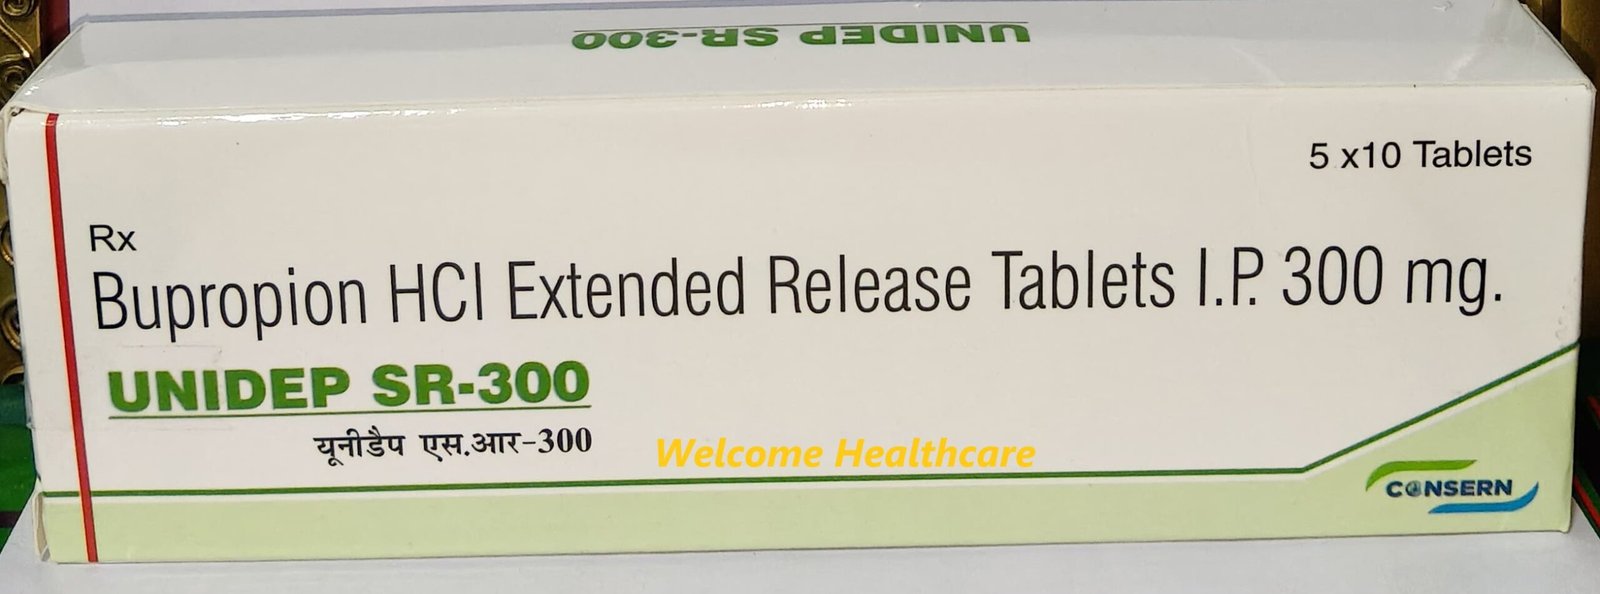 UNIDEP SR-300
5 x10 Tablets
Rx
Bupropion HCl Extended Release Tablets I.P. 300 mg.
UNIDEP SR-300
यूनीडैप एस.आर-300
Welcome Healthcare
CONSERN